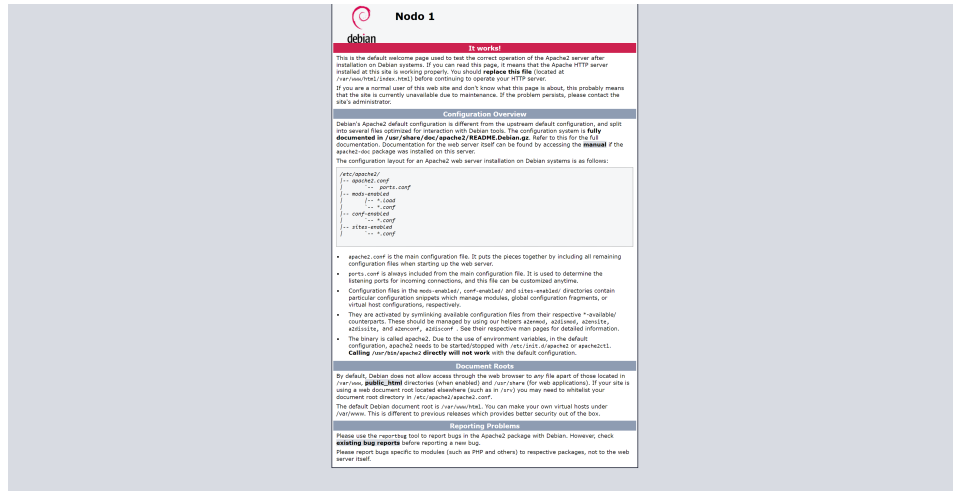 Nodo 1
debian
It works!
This is the default welcome page used to test the correct operation of the Apache2 server after
installation on Debian systems. If you can read this page, it means that the Apache HTTP server
installed at this site is working properly. You should replace this file (located at
/var/www/html/index.html) before continuing to operate your HTTP server.
If you are a normal user of this web site and don't know what this page is about, this probably means
that the site is currently unavailable due to maintenance. If the problem persists, please contact the
site's administrator.
Configuration Overview
Debian's Apache2 default configuration is different from the upstream default configuration, and split
into several files optimized for interaction with Debian tools. The configuration system is fully
documented in /usr/share/doc/apache2/README.Debian.gz. Refer to this for the full
documentation. Documentation for the web server itself can be found by accessing the manual if the
apache2-doc package was installed on this server.
The configuration layout for an Apache2 web server installation on Debian systems is as follows:
/etc/apache2/
|-- apache2.conf
|       `--  ports.conf
|-- mods-enabled
|       |-- *.load
|       `-- *.conf
|-- conf-enabled
|       `-- *.conf
|-- sites-enabled
|       `-- *.conf
• apache2.conf is the main configuration file. It puts the pieces together by including all remaining
configuration files when starting up the web server.
• ports.conf is always included from the main configuration file. It is used to determine the
listening ports for incoming connections, and this file can be customized anytime.
• Configuration files in the mods-enabled/, conf-enabled/ and sites-enabled/ directories contain
particular configuration snippets which manage modules, global configuration fragments, or
virtual host configurations, respectively.
• They are activated by symlinking available configuration files from their respective *-available/
counterparts. These should be managed by using our helpers a2enmod, a2dismod, a2ensite,
a2dissite, and a2enconf, a2disconf . See their respective man pages for detailed information.
• The binary is called apache2. Due to the use of environment variables, in the default
configuration, apache2 needs to be started/stopped with /etc/init.d/apache2 or apache2ctl.
Calling /usr/bin/apache2 directly will not work with the default configuration.
Document Roots
By default, Debian does not allow access through the web browser to any file apart of those located in
/var/www, public_html directories (when enabled) and /usr/share (for web applications). If your site is
using a web document root located elsewhere (such as in /srv) you may need to whitelist your
document root directory in /etc/apache2/apache2.conf.
The default Debian document root is /var/www/html. You can make your own virtual hosts under
/var/www. This is different to previous releases which provides better security out of the box.
Reporting Problems
Please use the reportbug tool to report bugs in the Apache2 package with Debian. However, check
existing bug reports before reporting a new bug.
Please report bugs specific to modules (such as PHP and others) to respective packages, not to the web
server itself.